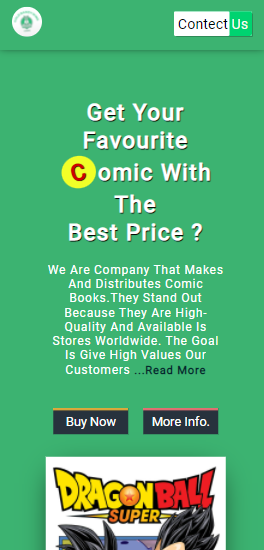 Contect Us
Get Your
Favourite
Comic With
The
Best Price ?
We Are Company That Makes
And Distributes Comic
Books.They Stand Out
Because They Are High-
Quality And Available Is
Stores Worldwide. The Goal
Is Give High Values Our
Customers ...Read More
Buy Now
More Info.
DRAGONBALL
SUPER